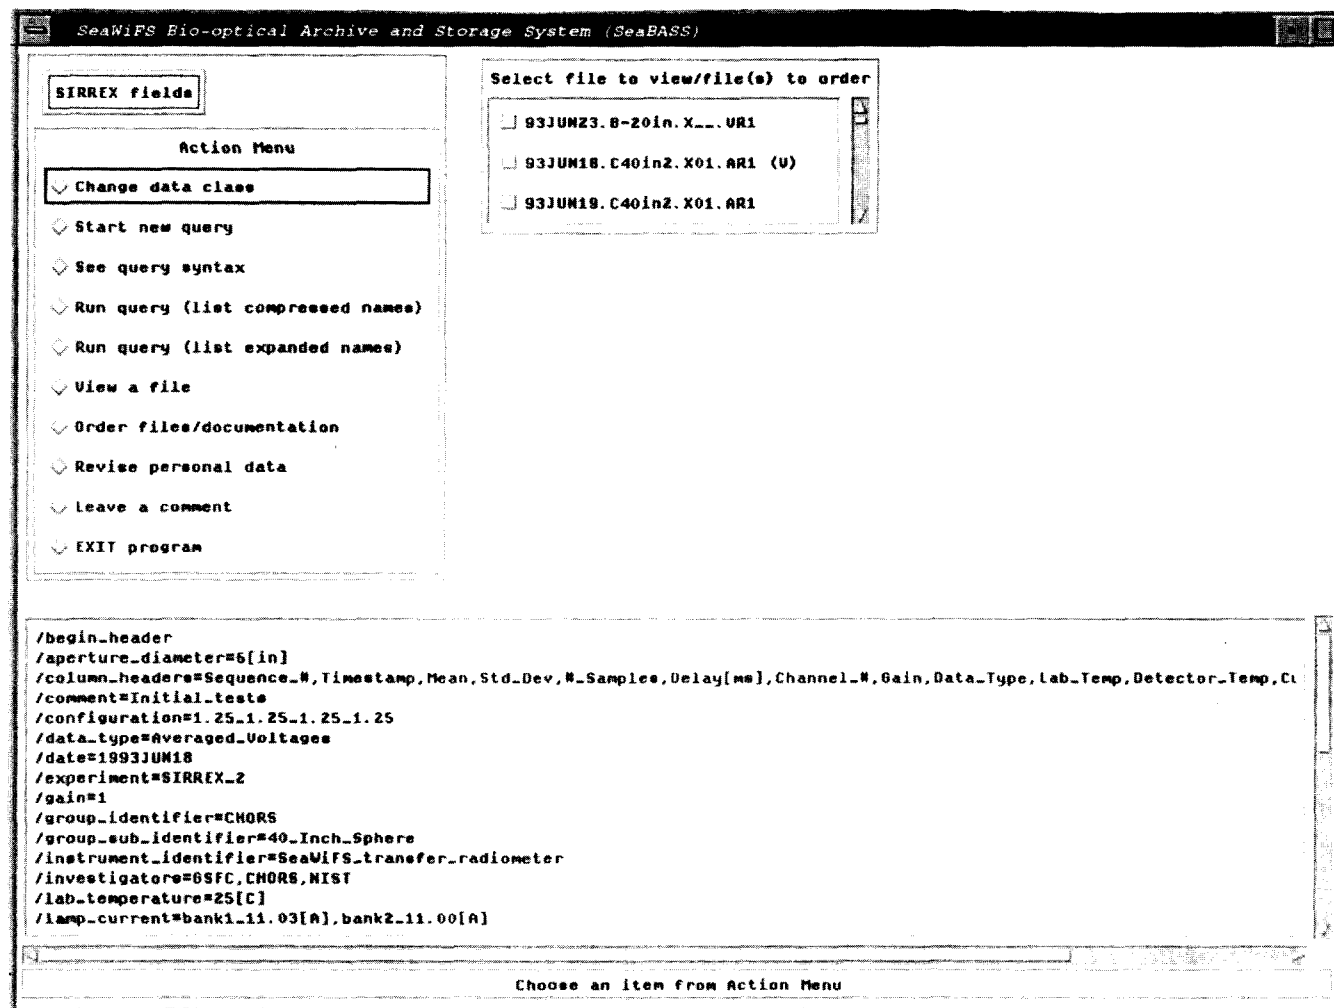 SeaWiFS Bio-optical Archive and Storage System (SeaBASS)
SIRREX fields
Action Menu
Change data class
Start new query
See query syntax
Run query (list compressed names)
Run query (list expanded names)
View a file
Order files/documentation
Revise personal data
Leave a comment
EXIT program
Select file to view/file(s) to order
93JUN23.B-20in.X__.VR1
93JUN18.C40in2.X01.AR1 (V)
93JUN19.C40in2.X01.AR1
/begin_header
/aperture_diameter=6[in]
/column_headers=Sequence_#,Timestamp,Mean,Std_Dev,#_Samples,Delay[ms],Channel_#,Gain,Data_Type,Lab_Temp,Detector_Temp,Cu
/comment=Initial_tests
/configuration=1.25_1.25_1.25_1.25
/data_type=Averaged_Voltages
/date=1993JUN18
/experiment=SIRREX_2
/gain=1
/group_identifier=CHORS
/group_sub_identifier=40_Inch_Sphere
/instrument_identifier=SeaWiFS_transfer_radiometer
/investigators=GSFC,CHORS,NIST
/lab_temperature=25[C]
/lamp_current=bank1_11.03[A],bank2_11.00[A]
Choose an item from Action Menu